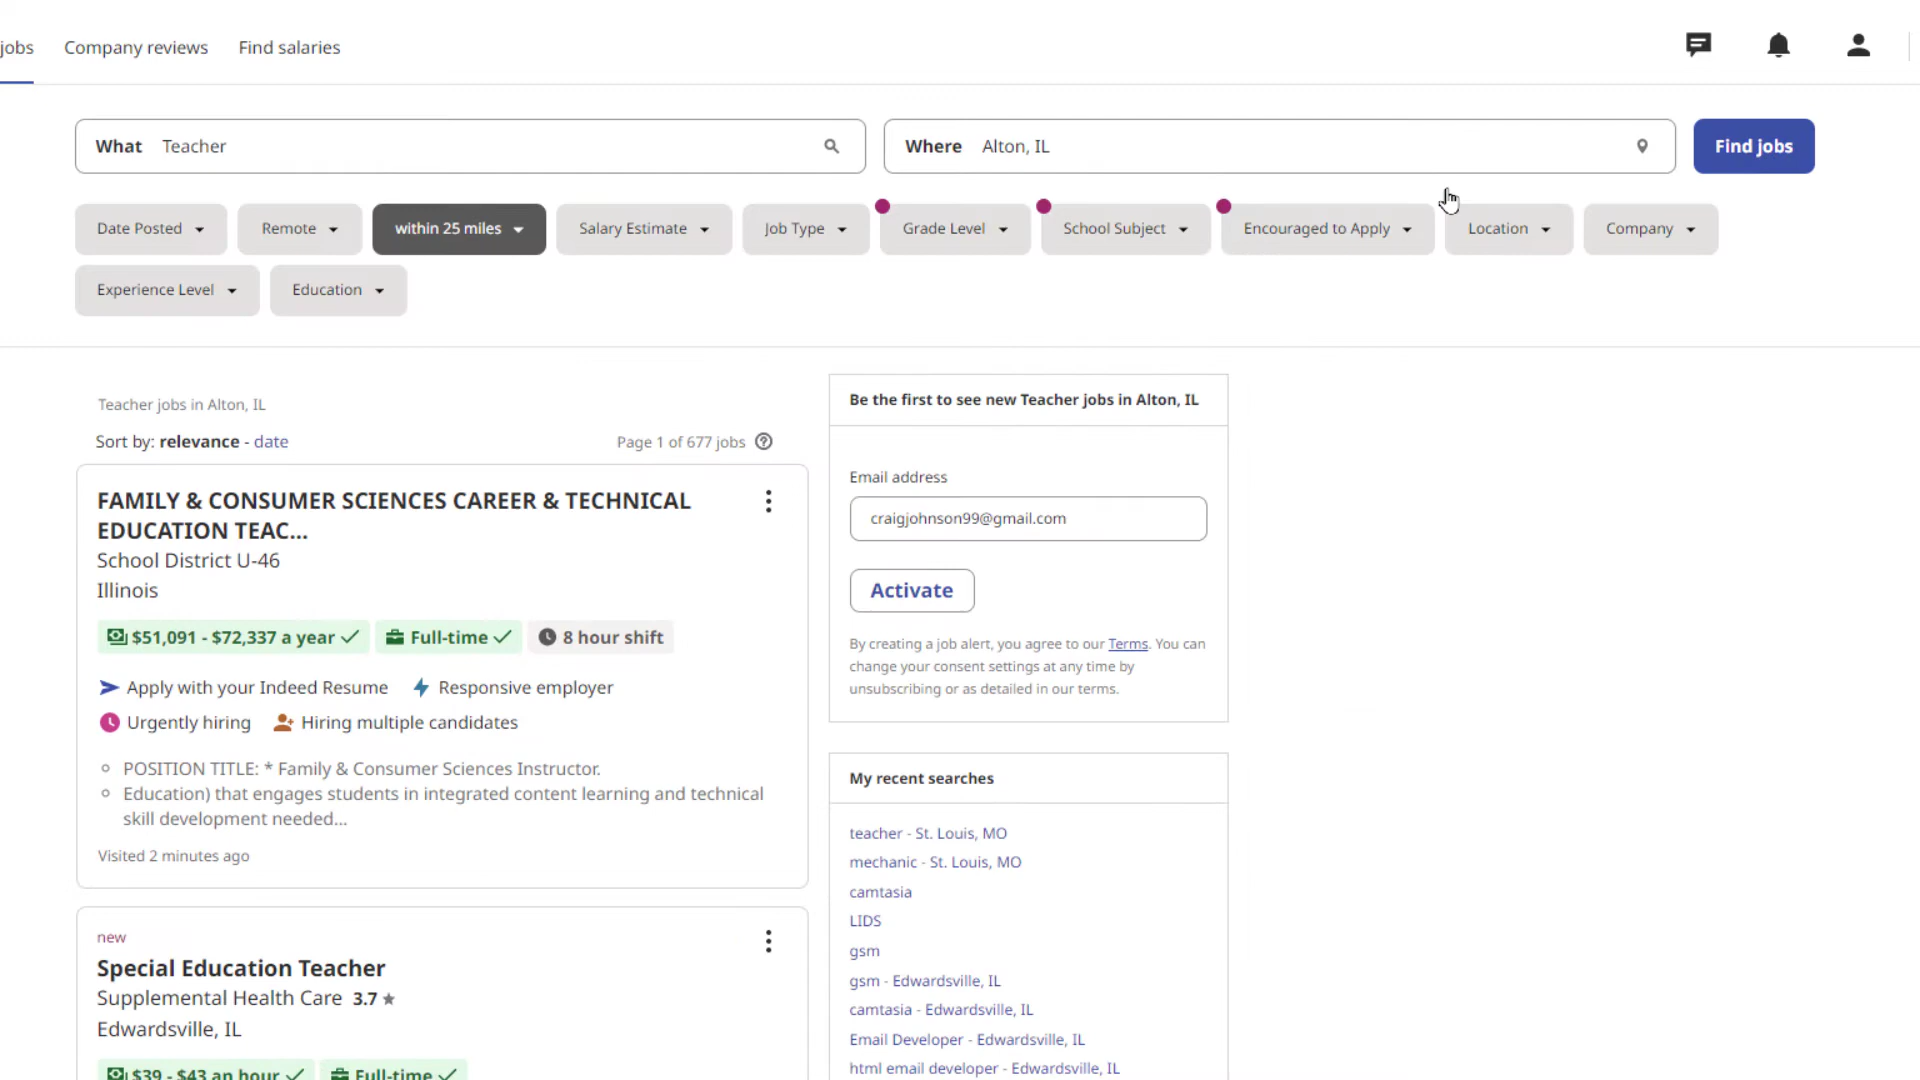 jobs Company reviews Find salaries
What Teacher Where Alton, IL Find jobs
Date Posted Remote within 25 miles Salary Estimate Job Type Grade Level School Subject Encouraged to Apply Location Company
Experience Level Education
Teacher jobs in Alton, IL
Sort by: relevance - date Page 1 of 677 jobs
FAMILY & CONSUMER SCIENCES CAREER & TECHNICAL
EDUCATION TEAC...
School District U-46
Illinois
$51,091 - $72,337 a year Full-time 8 hour shift
Apply with your Indeed Resume Responsive employer
Urgently hiring Hiring multiple candidates
POSITION TITLE: * Family & Consumer Sciences Instructor.
Education) that engages students in integrated content learning and technical
skill development needed...
Visited 2 minutes ago
new
Special Education Teacher
Supplemental Health Care 3.7
Edwardsville, IL
$39 - $43 an hour Full-time
Be the first to see new Teacher jobs in Alton, IL
Email address
craigjohnson99@gmail.com
Activate
By creating a job alert, you agree to our Terms. You can
change your consent settings at any time by
unsubscribing or as detailed in our terms.
My recent searches
teacher - St. Louis, MO
mechanic - St. Louis, MO
camtasia
LIDS
gsm
gsm - Edwardsville, IL
camtasia - Edwardsville, IL
Email Developer - Edwardsville, IL
html email developer - Edwardsville, IL